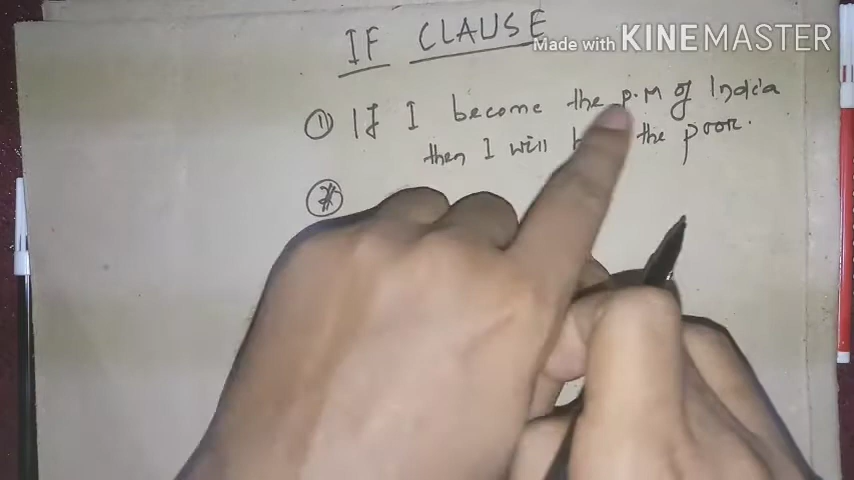 IF CLAUSE
Made with KINEMASTER
① If I become the P.M of India
then I will the poor.